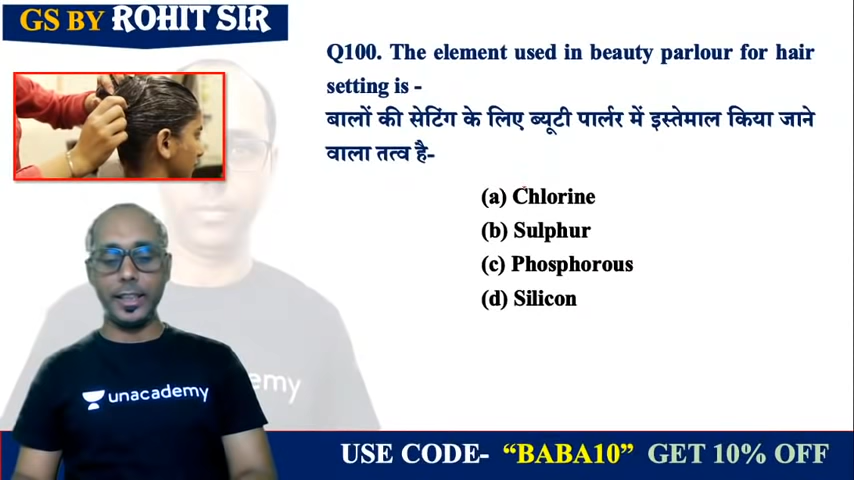 GS BY ROHIT SIR
Q100. The element used in beauty parlour for hair
setting is -
बालों की सेटिंग के लिए ब्यूटी पार्लर में इस्तेमाल किया जाने
वाला तत्व है-
(a) Chlorine
(b) Sulphur
(c) Phosphorous
(d) Silicon
unacademy
emy
USE CODE- “BABA10” GET 10% OFF